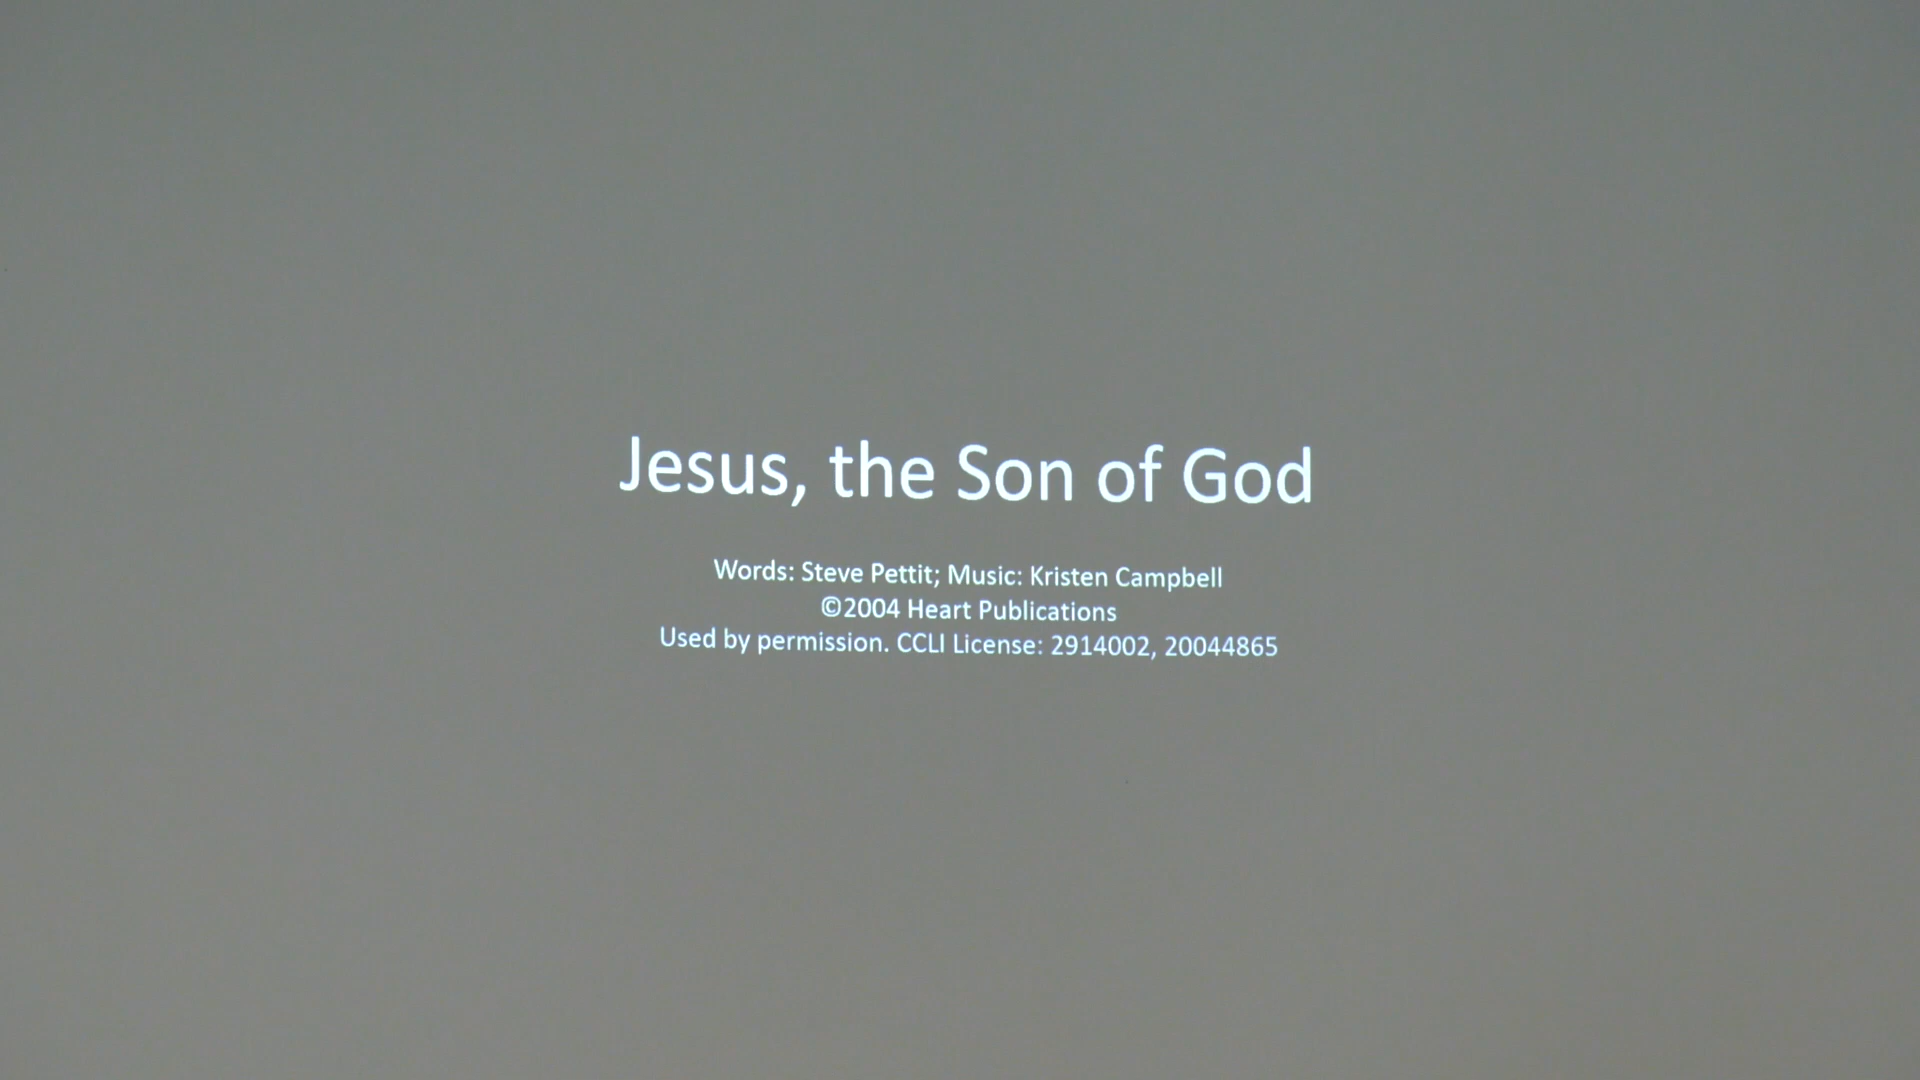 Jesus, the Son of God
Words: Steve Pettit; Music: Kristen Campbell
©2004 Heart Publications
Used by permission. CCLI License: 2914002, 20044865